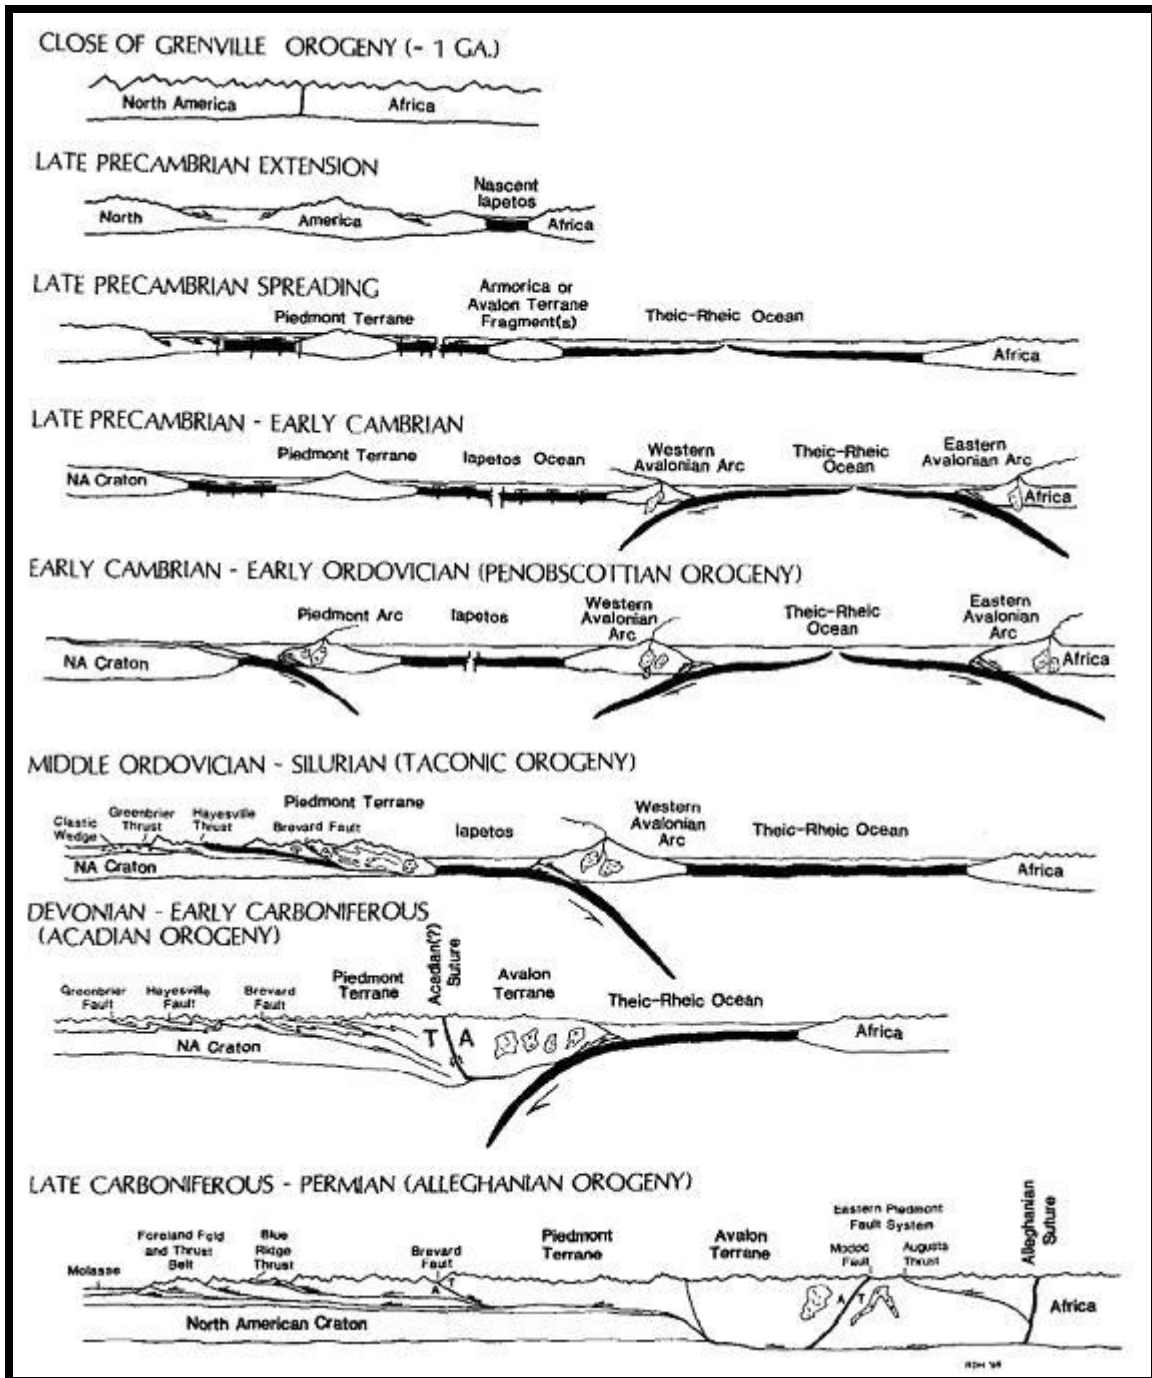 CLOSE OF GRENVILLE OROGENY (~ 1 GA.)
North America
Africa
LATE PRECAMBRIAN EXTENSION
Nascent
Iapetos
North
America
Africa
LATE PRECAMBRIAN SPREADING
Piedmont Terrane
Armorica or
Avalon Terrane
Fragment(s)
Theic-Rheic Ocean
Africa
LATE PRECAMBRIAN - EARLY CAMBRIAN
NA Craton
Piedmont Terrane
Iapetos Ocean
Western
Avalonian Arc
Theic-Rheic
Ocean
Eastern
Avalonian Arc
Africa
EARLY CAMBRIAN - EARLY ORDOVICIAN (PENOBSCOTTIAN OROGENY)
NA Craton
Piedmont Arc
Iapetos
Western
Avalonian
Arc
Theic-Rheic
Ocean
Eastern
Avalonian
Arc
Africa
MIDDLE ORDOVICIAN - SILURIAN (TACONIC OROGENY)
Clastic
Wedge
Greenbrier
Thrust
Hayesville
Thrust
Piedmont Terrane
Brevard Fault
NA Craton
Iapetos
Western
Avalonian
Arc
Theic-Rheic Ocean
Africa
DEVONIAN - EARLY CARBONIFEROUS
(ACADIAN OROGENY)
Greenbrier
Fault
Hayesville
Fault
Brevard
Fault
Piedmont
Terrane
Acadian(?)
Suture
Avalon
Terrane
Theic-Rheic Ocean
NA Craton
T A
Africa
LATE CARBONIFEROUS - PERMIAN (ALLEGHANIAN OROGENY)
Molasse
Foreland Fold
and Thrust
Belt
Blue
Ridge
Thrust
Brevard
Fault
A T
Piedmont
Terrane
Avalon
Terrane
Eastern Piedmont
Fault System
Modoc
Fault
Augusta
Thrust
A T
Alleghanian
Suture
North American Craton
Africa
RDH '86